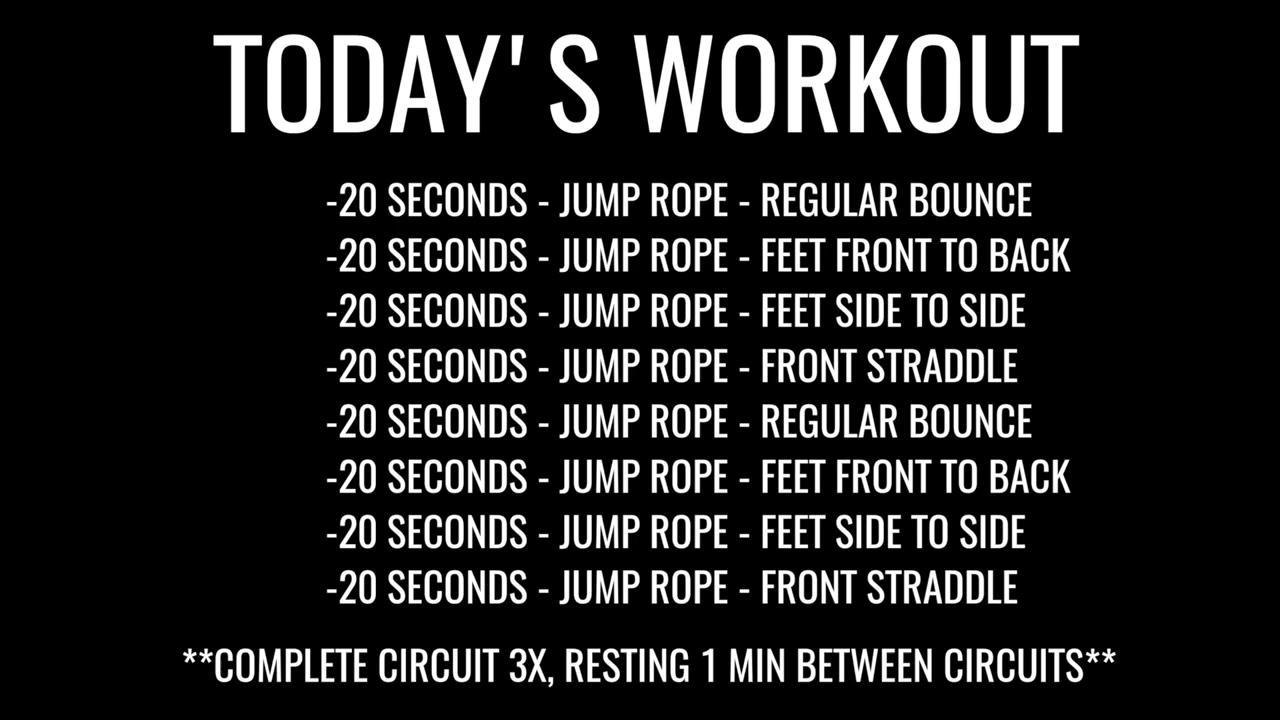 TODAY'S WORKOUT
-20 SECONDS - JUMP ROPE - REGULAR BOUNCE
-20 SECONDS - JUMP ROPE - FEET FRONT TO BACK
-20 SECONDS - JUMP ROPE - FEET SIDE TO SIDE
-20 SECONDS - JUMP ROPE - FRONT STRADDLE
-20 SECONDS - JUMP ROPE - REGULAR BOUNCE
-20 SECONDS - JUMP ROPE - FEET FRONT TO BACK
-20 SECONDS - JUMP ROPE - FEET SIDE TO SIDE
-20 SECONDS - JUMP ROPE - FRONT STRADDLE
**COMPLETE CIRCUIT 3X, RESTING 1 MIN BETWEEN CIRCUITS**